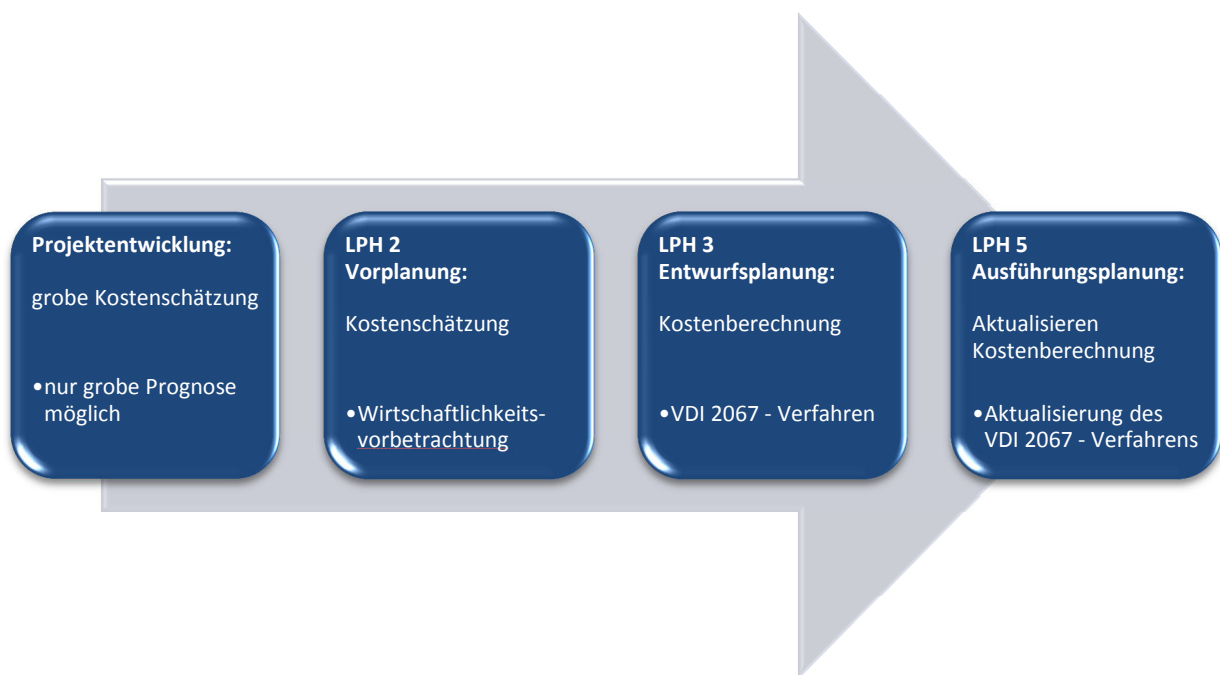 Projektentwicklung:
grobe Kostenschätzung
•nur grobe Prognose
möglich
LPH 2
Vorplanung:
Kostenschätzung
•Wirtschaftlichkeits-
vorbetrachtung
LPH 3
Entwurfsplanung:
Kostenberechnung
•VDI 2067 - Verfahren
LPH 5
Ausführungsplanung:
Aktualisieren
Kostenberechnung
•Aktualisierung des
VDI 2067 - Verfahrens